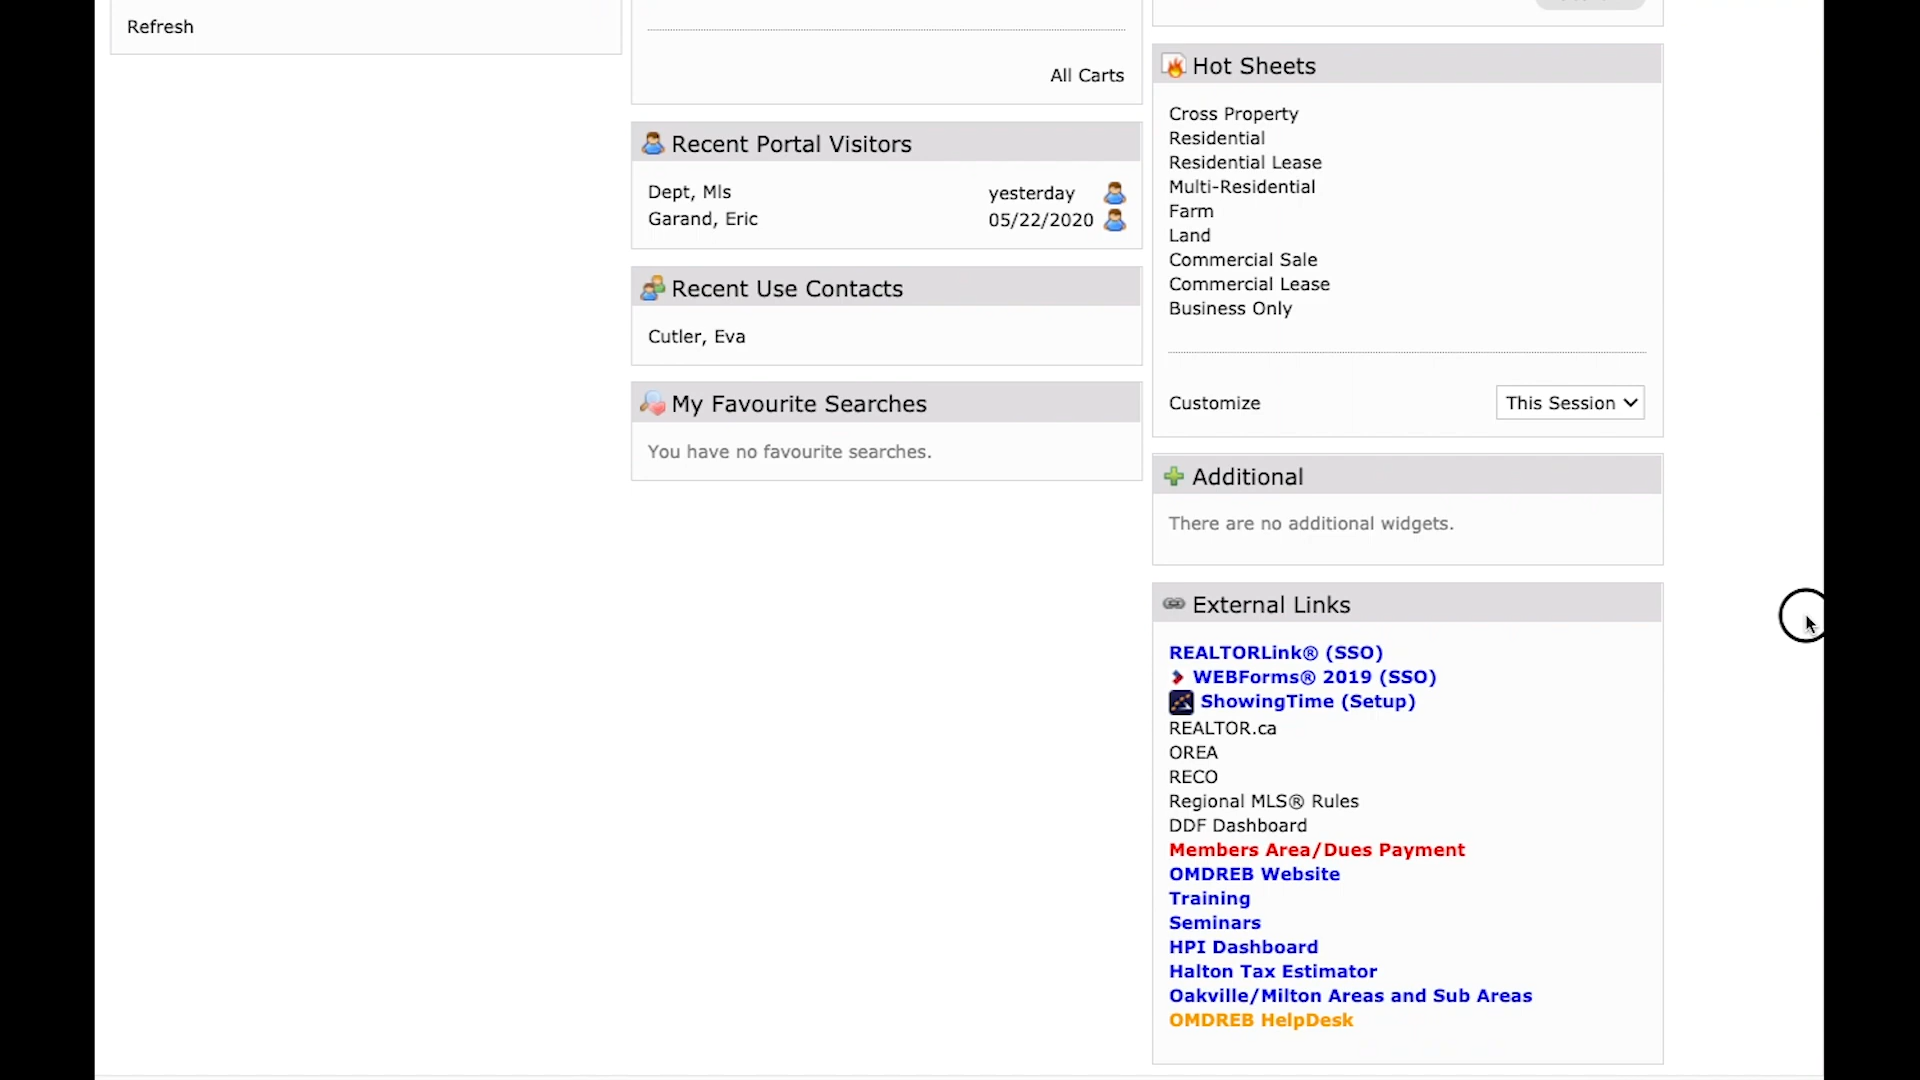 Refresh
All Carts
Recent Portal Visitors
Dept, Mls yesterday
Garand, Eric 05/22/2020
Recent Use Contacts
Cutler, Eva
My Favourite Searches
You have no favourite searches.
Hot Sheets
Cross Property
Residential
Residential Lease
Multi-Residential
Farm
Land
Commercial Sale
Commercial Lease
Business Only
Customize This Session
Additional
There are no additional widgets.
External Links
REALTORLink® (SSO)
WEBForms® 2019 (SSO)
ShowingTime (Setup)
REALTOR.ca
OREA
RECO
Regional MLS® Rules
DDF Dashboard
Members Area/Dues Payment
OMDREB Website
Training
Seminars
HPI Dashboard
Halton Tax Estimator
Oakville/Milton Areas and Sub Areas
OMDREB HelpDesk